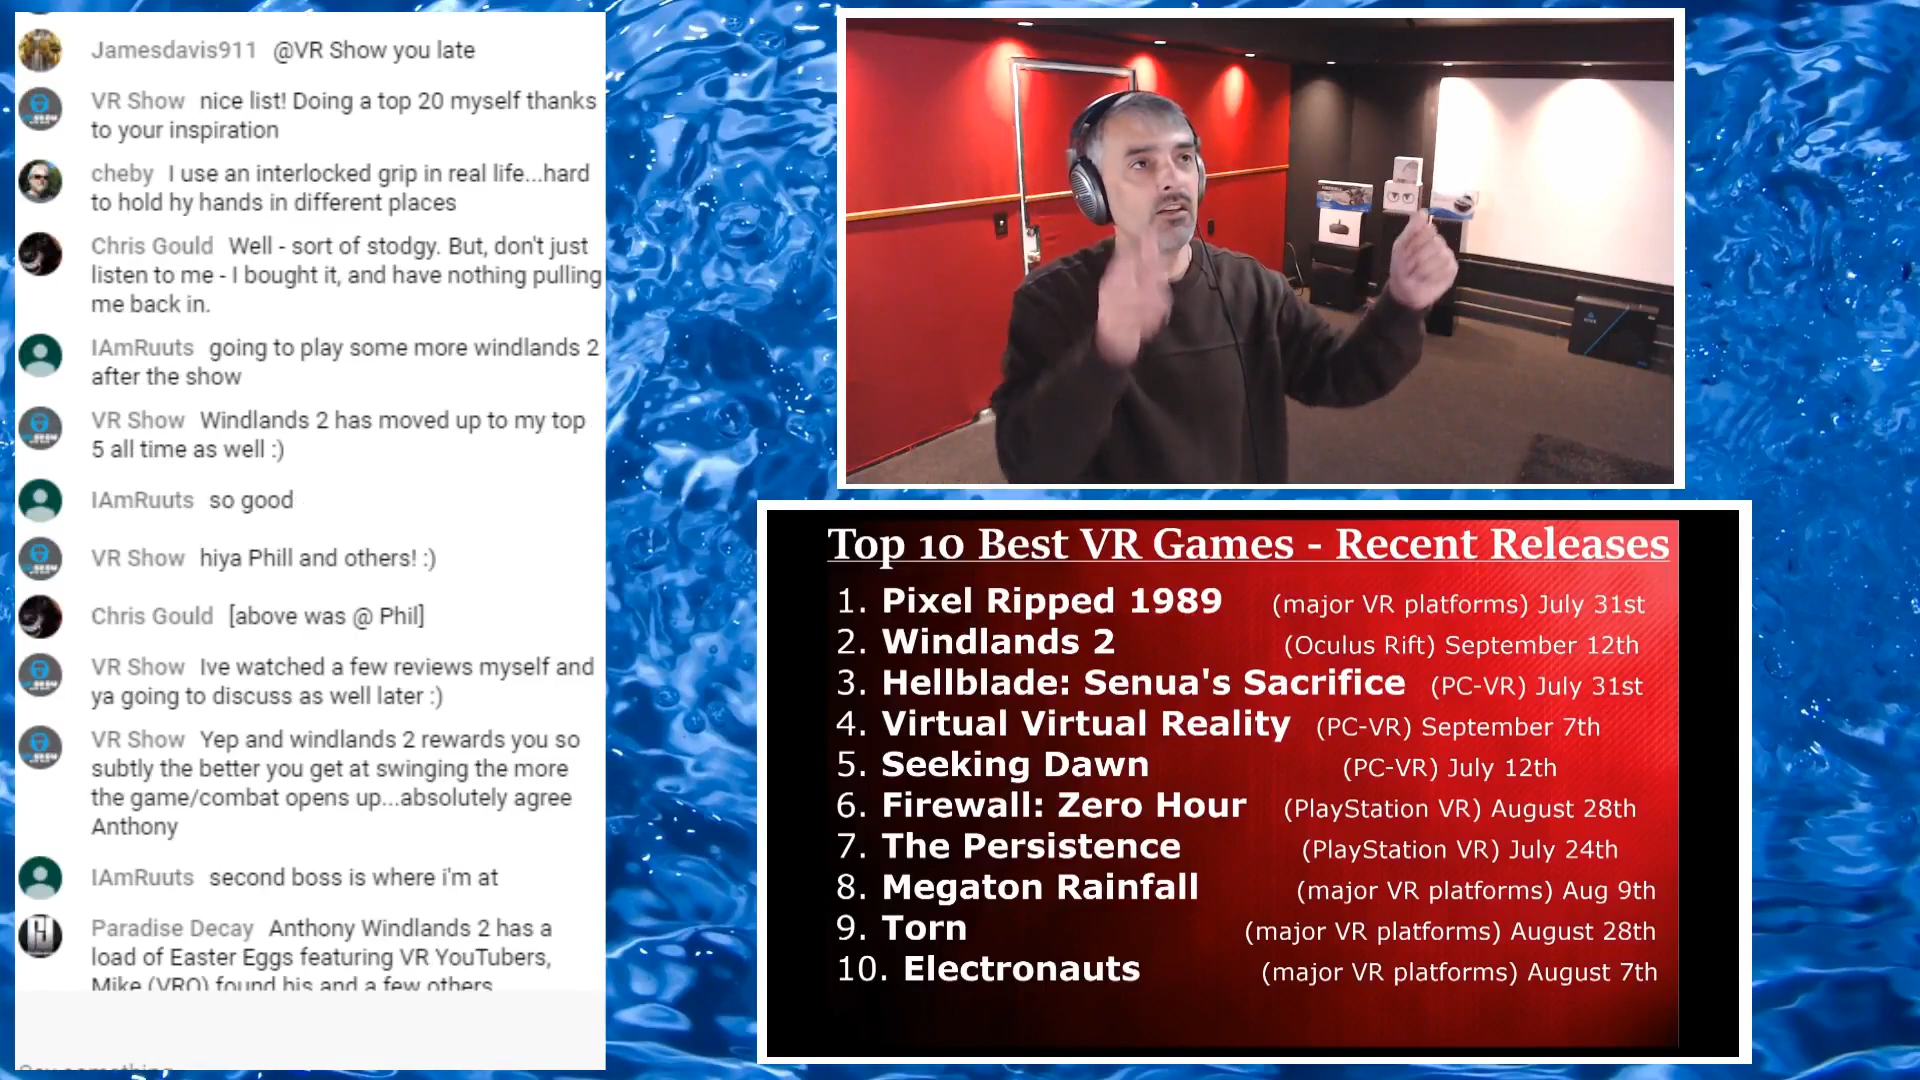 Jamesdavis911 @VR Show you late
VR Show nice list! Doing a top 20 myself thanks
to your inspiration
cheby I use an interlocked grip in real life...hard
to hold hy hands in different places
Chris Gould Well - sort of stodgy. But, don't just
listen to me - I bought it, and have nothing pulling
me back in.
IAmRuuts going to play some more windlands 2
after the show
VR Show Windlands 2 has moved up to my top
5 all time as well :)
IAmRuuts so good
VR Show hiya Phill and others! :)
Chris Gould [above was @ Phil]
VR Show Ive watched a few reviews myself and
ya going to discuss as well later :)
VR Show Yep and windlands 2 rewards you so
subtly the better you get at swinging the more
the game/combat opens up...absolutely agree
Anthony
IAmRuuts second boss is where i'm at
Paradise Decay Anthony Windlands 2 has a
load of Easter Eggs featuring VR YouTubers,
Mike (VRO) found his and a few others
Top 10 Best VR Games - Recent Releases
1. Pixel Ripped 1989 (major VR platforms) July 31st
2. Windlands 2 (Oculus Rift) September 12th
3. Hellblade: Senua's Sacrifice (PC-VR) July 31st
4. Virtual Virtual Reality (PC-VR) September 7th
5. Seeking Dawn (PC-VR) July 12th
6. Firewall: Zero Hour (PlayStation VR) August 28th
7. The Persistence (PlayStation VR) July 24th
8. Megaton Rainfall (major VR platforms) Aug 9th
9. Torn (major VR platforms) August 28th
10. Electronauts (major VR platforms) August 7th